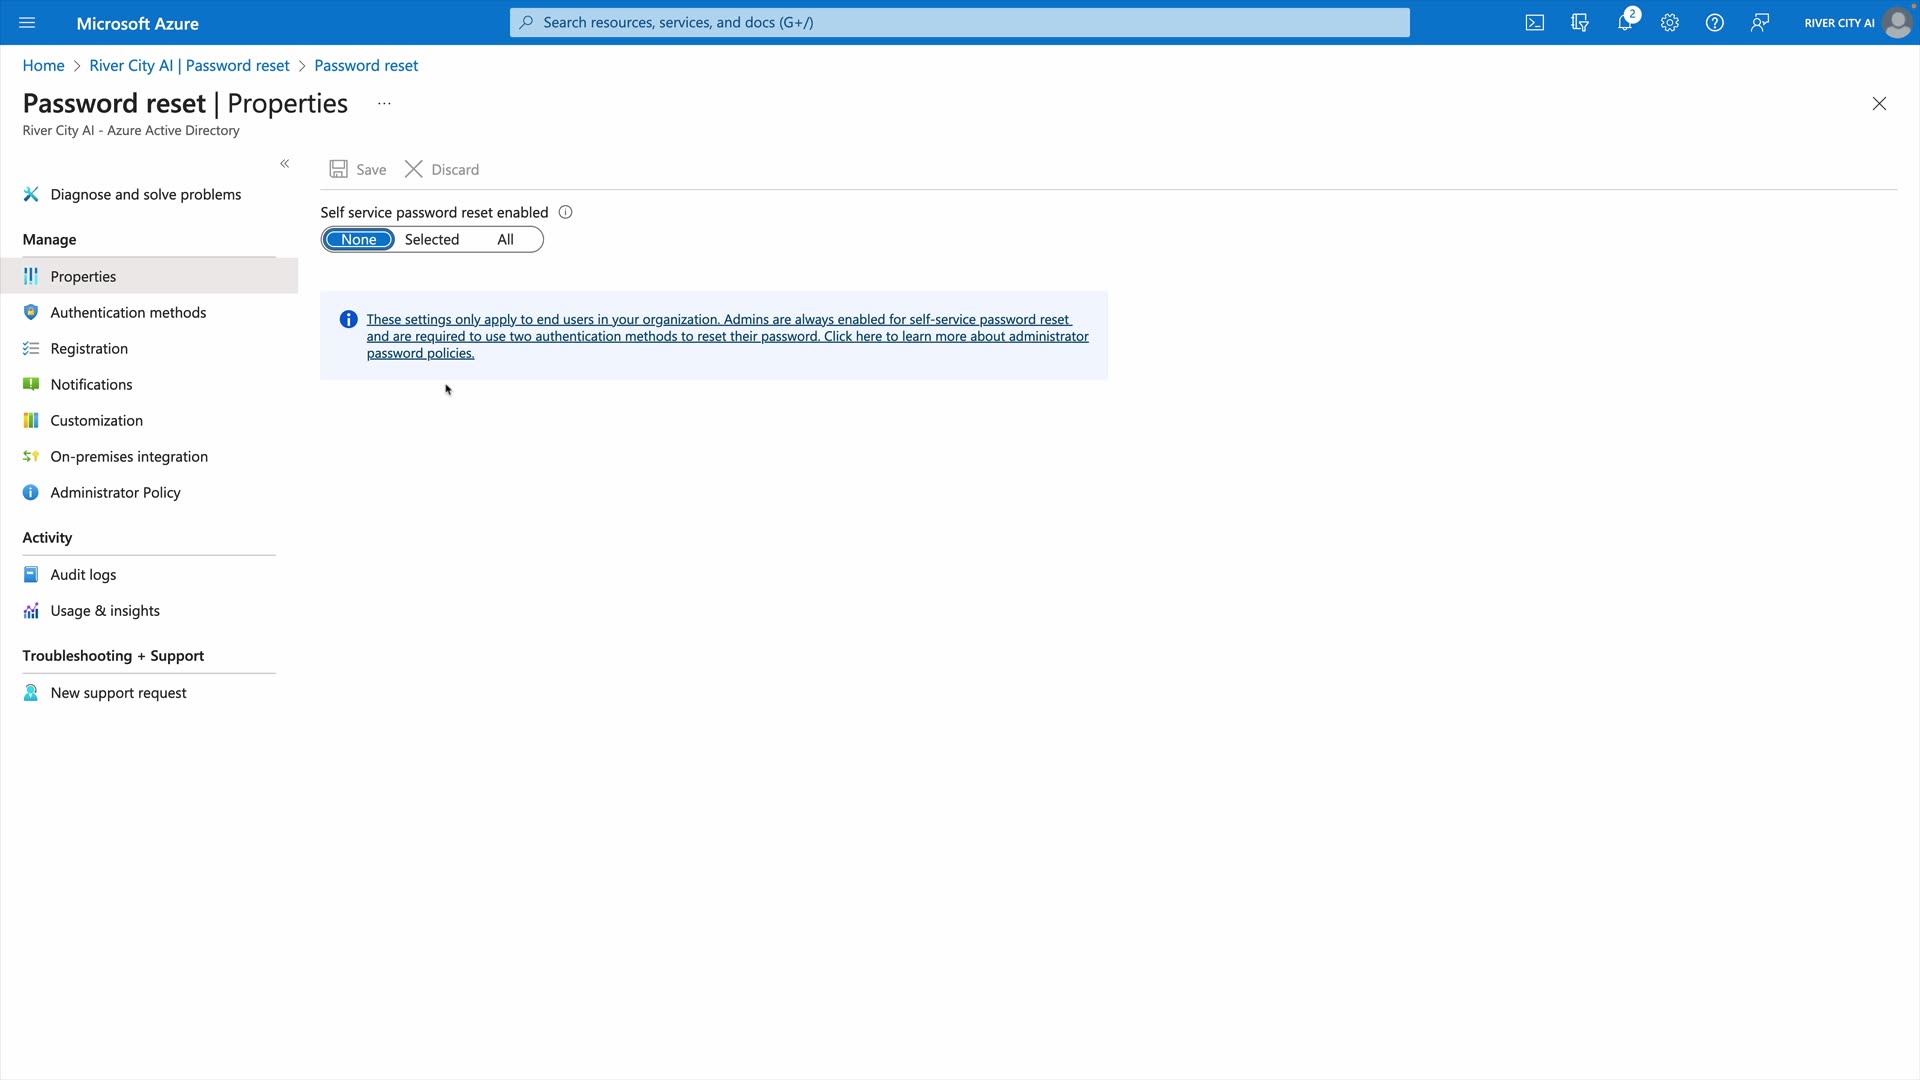 Microsoft Azure
Search resources, services, and docs (G+/)
2
RIVER CITY AI
Home > River City AI | Password reset > Password reset
Password reset | Properties ...
River City AI - Azure Active Directory
«
Save Discard
Diagnose and solve problems
Self service password reset enabled
None Selected All
Manage
Properties
Authentication methods
Registration
Notifications
Customization
On-premises integration
Administrator Policy
These settings only apply to end users in your organization. Admins are always enabled for self-service password reset
and are required to use two authentication methods to reset their password. Click here to learn more about administrator
password policies.
Activity
Audit logs
Usage & insights
Troubleshooting + Support
New support request